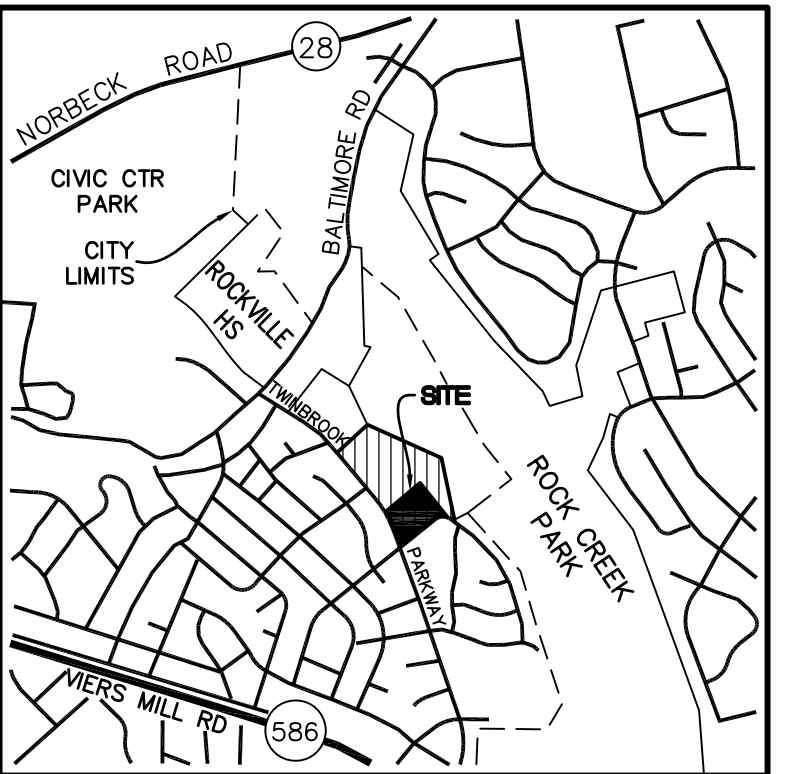 NORBECK ROAD
28
BALTIMORE RD
CIVIC CTR
PARK
CITY
LIMITS
ROCKVILLE
HS
TWINBROOK
SITE
ROCK CREEK
PARK
PARKWAY
VIERS MILL RD
586